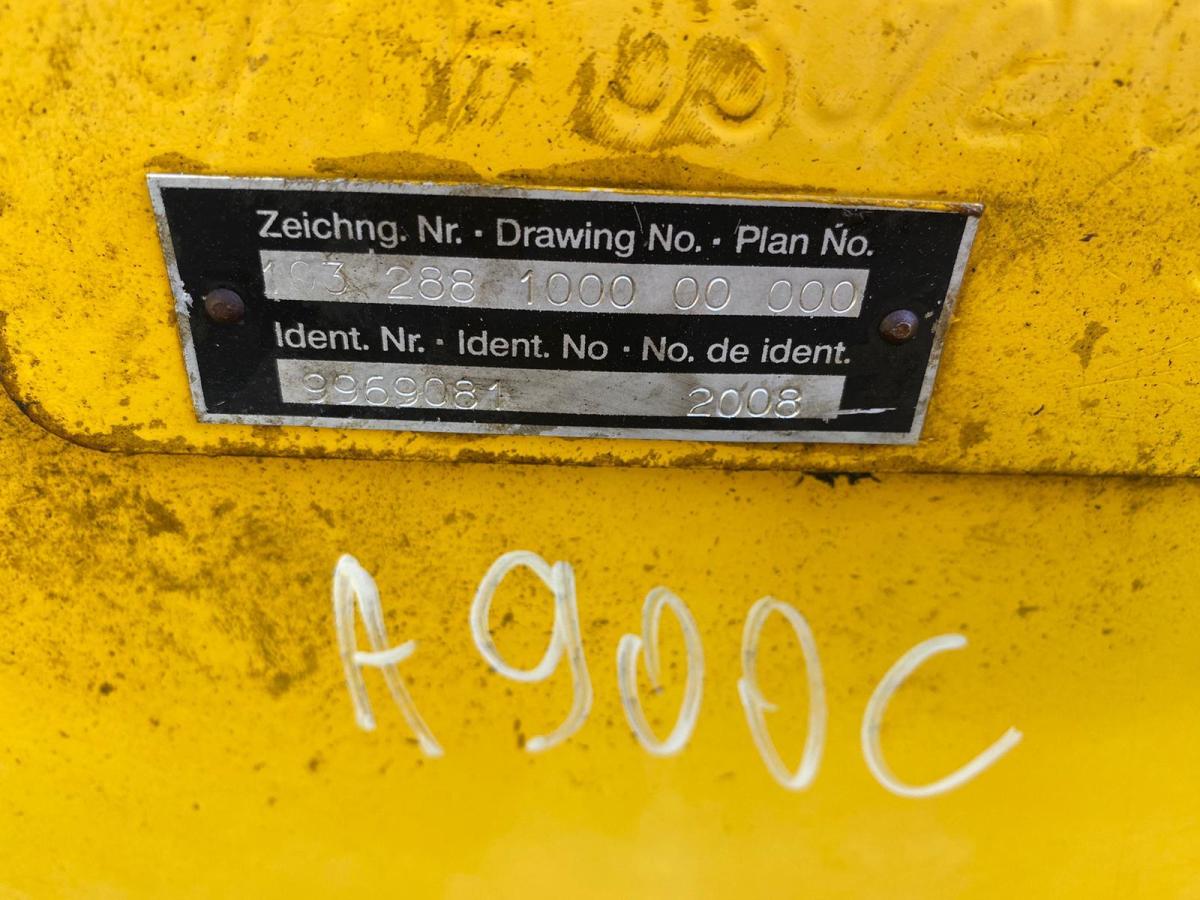 Zeichng. Nr. · Drawing No. · Plan No.
193 288 1000 00 000
Ident. Nr. · Ident. No · No. de ident.
9969081 2008
A900C